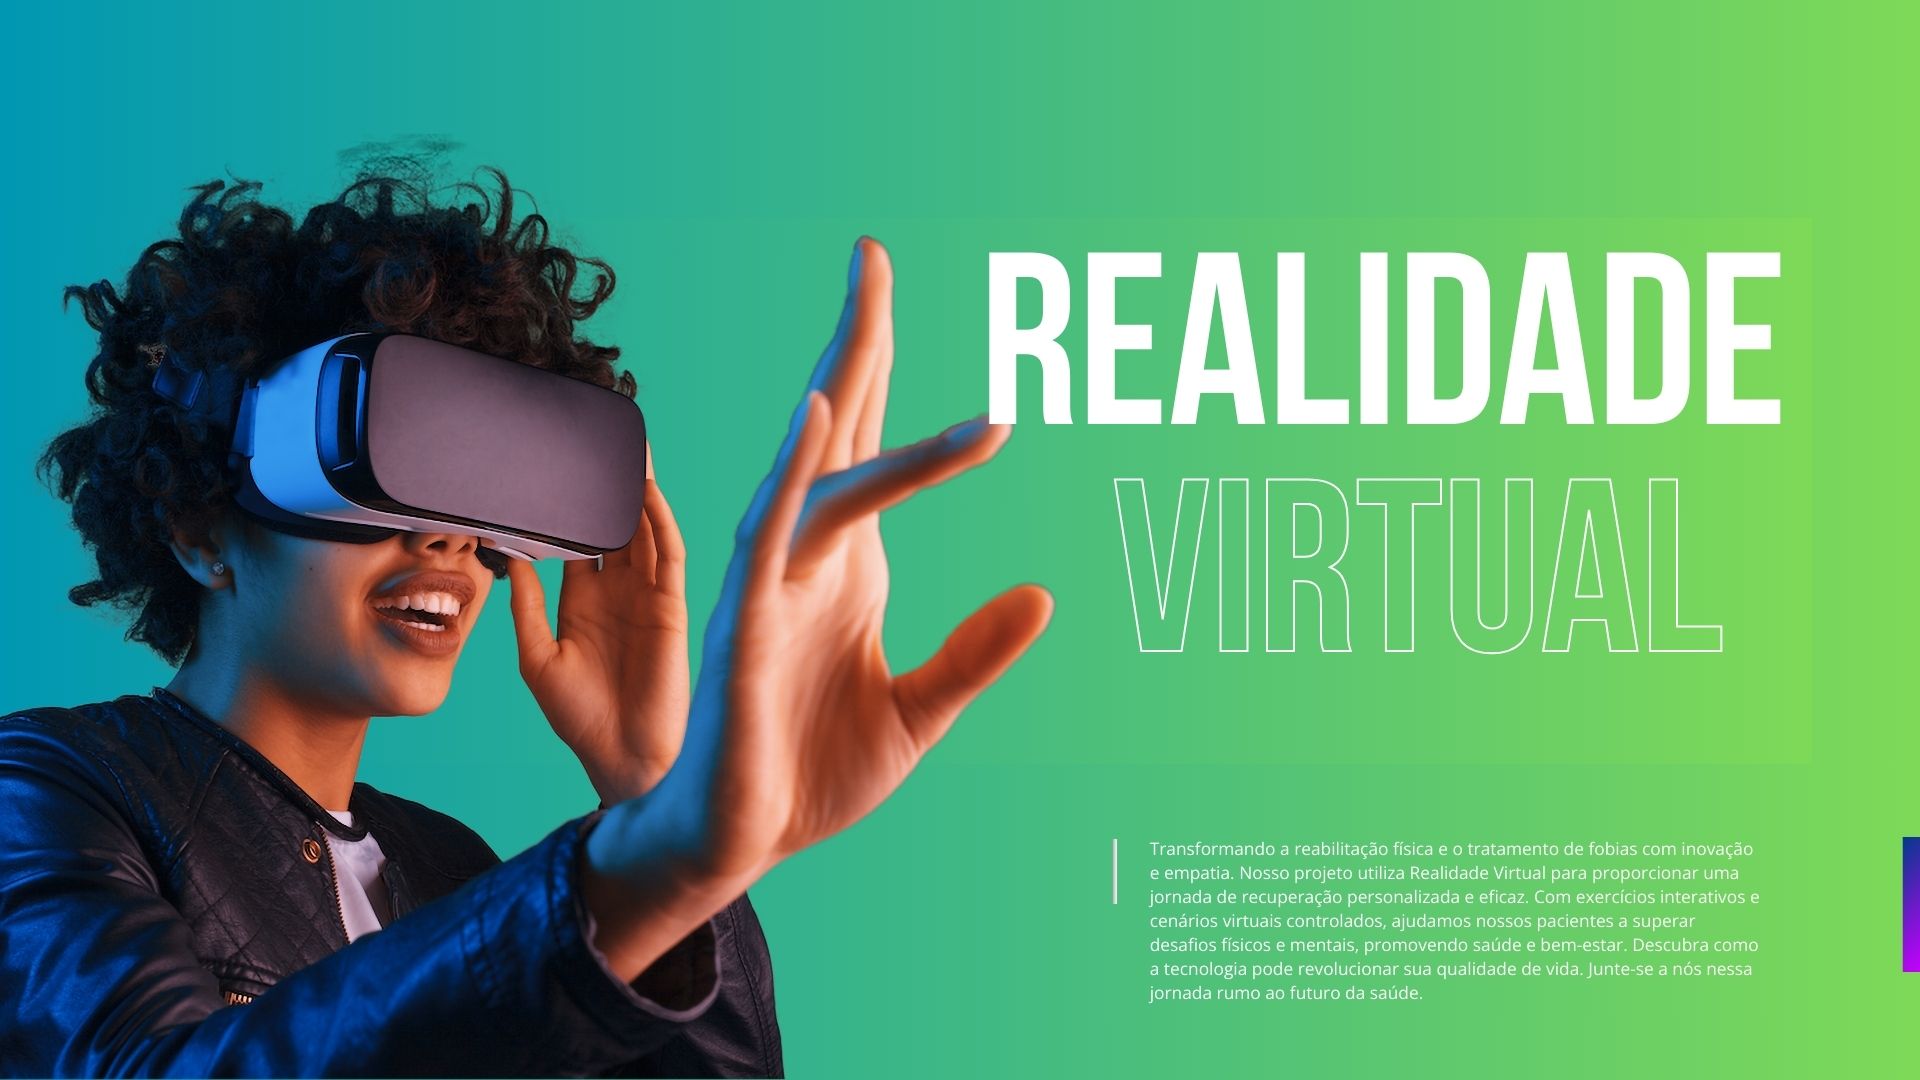 REALIDADE
VIRTUAL
Transformando a reabilitação física e o tratamento de fobias com inovação
e empatia. Nosso projeto utiliza Realidade Virtual para proporcionar uma
jornada de recuperação personalizada e eficaz. Com exercícios interativos e
cenários virtuais controlados, ajudamos nossos pacientes a superar
desafios físicos e mentais, promovendo saúde e bem-estar. Descubra como
a tecnologia pode revolucionar sua qualidade de vida. Junte-se a nós nessa
jornada rumo ao futuro da saúde.